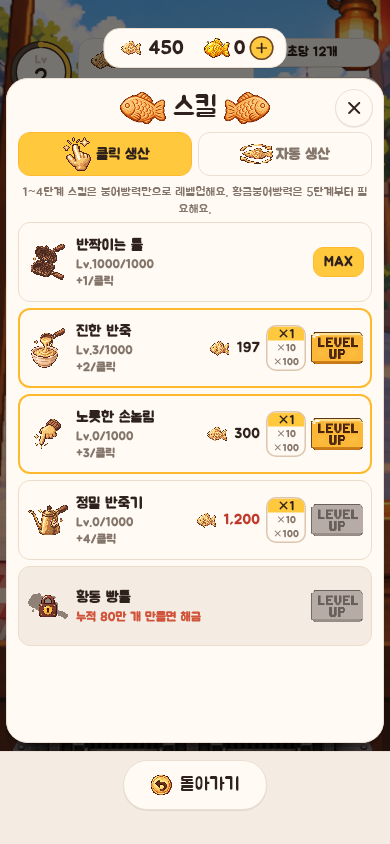 Lv
2
450
0
초당 12개
스킬
클릭 생산
자동 생산
1~4단계 스킬은 붕어빵력만으로 레벨업해요. 황금붕어빵력은 5단계부터 필
요해요.
반짝이는 틀
Lv.1000/1000
+1/클릭
MAX
진한 반죽
Lv.3/1000
+2/클릭
197
×1
×10
×100
LEVEL
UP
노릇한 손놀림
Lv.0/1000
+3/클릭
300
×1
×10
×100
LEVEL
UP
정밀 반죽기
Lv.0/1000
+4/클릭
1,200
×1
×10
×100
LEVEL
UP
황동 빵틀
누적 80만 개 만들면 해금
LEVEL
UP
돌아가기